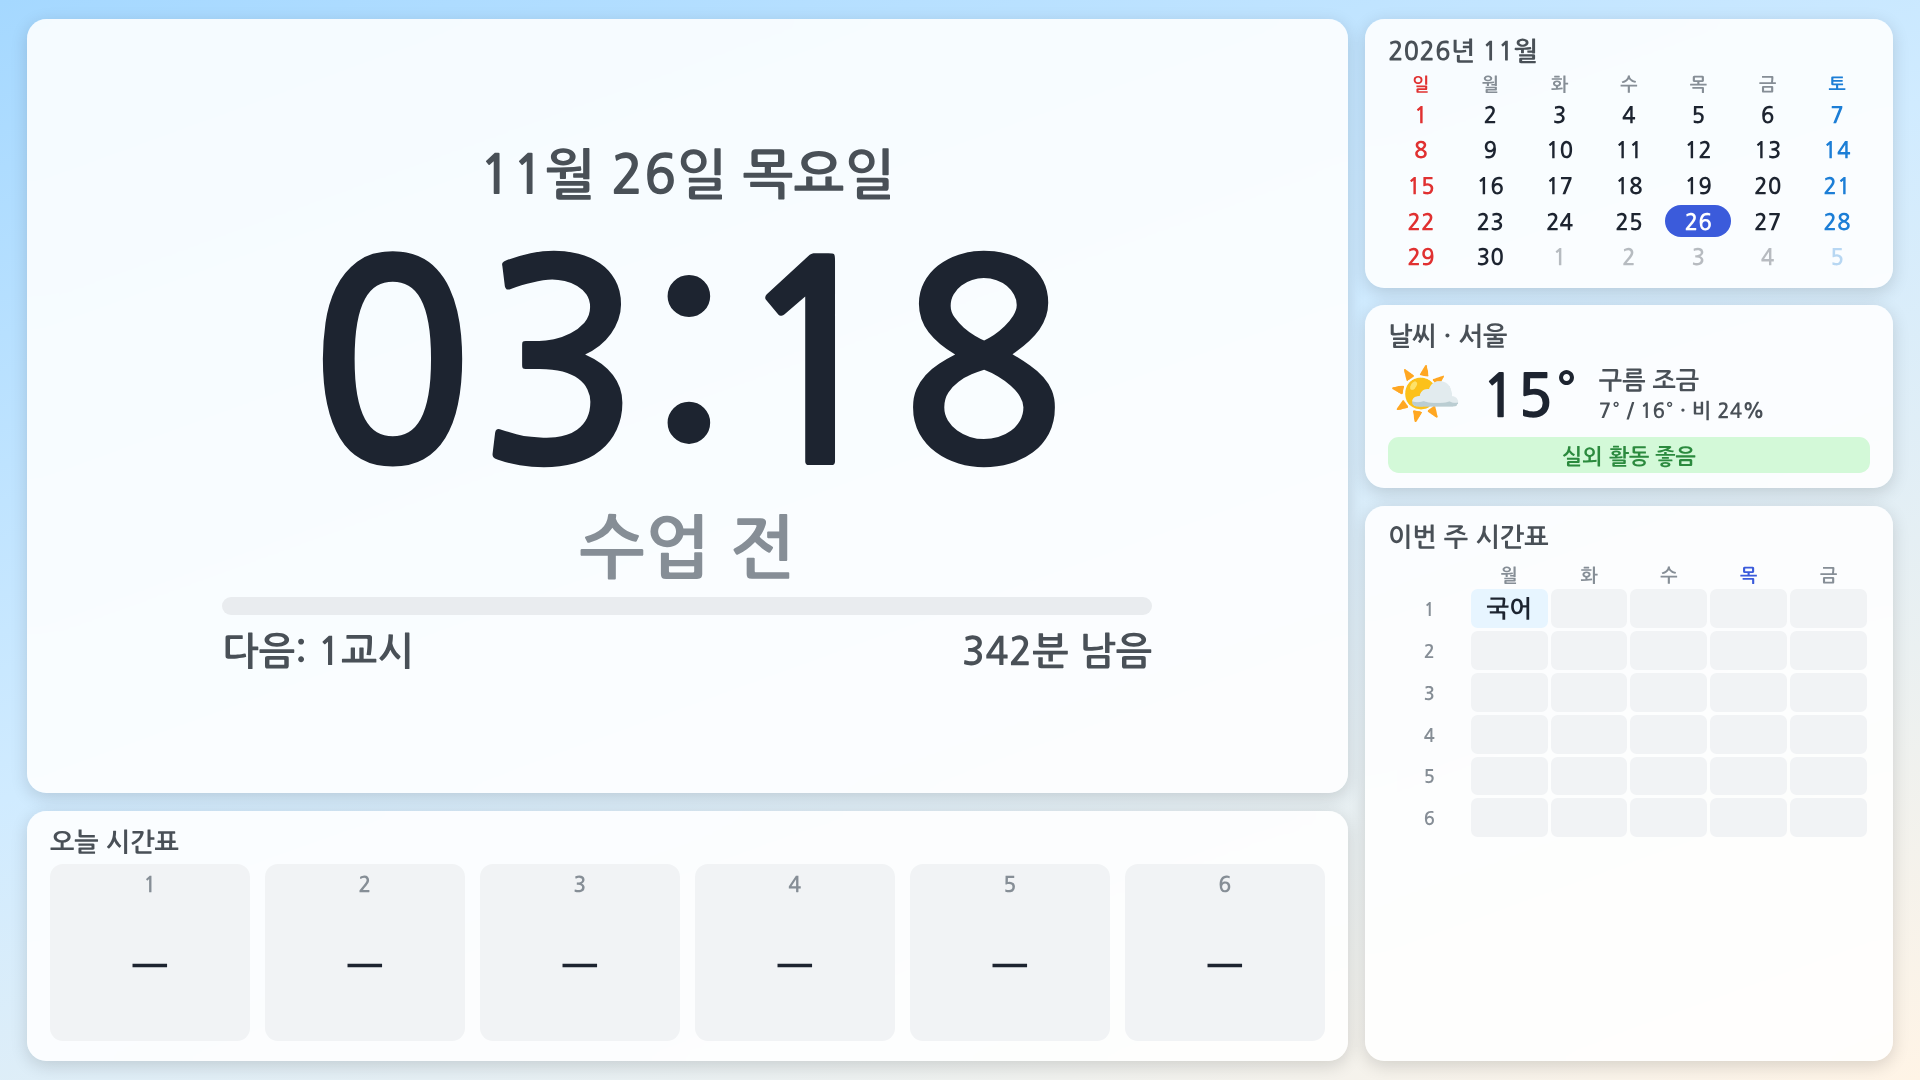 11월 26일 목요일
03:18
수업 전
다음: 1교시 342분 남음
오늘 시간표
1 2 3 4 5 6
— — — — — —
2026년 11월
일 월 화 수 목 금 토
1 2 3 4 5 6 7
8 9 10 11 12 13 14
15 16 17 18 19 20 21
22 23 24 25 26 27 28
29 30 1 2 3 4 5
날씨 · 서울
15° 구름 조금
7° / 16° · 비 24%
실외 활동 좋음
이번 주 시간표
월 화 수 목 금
1 국어
2
3
4
5
6